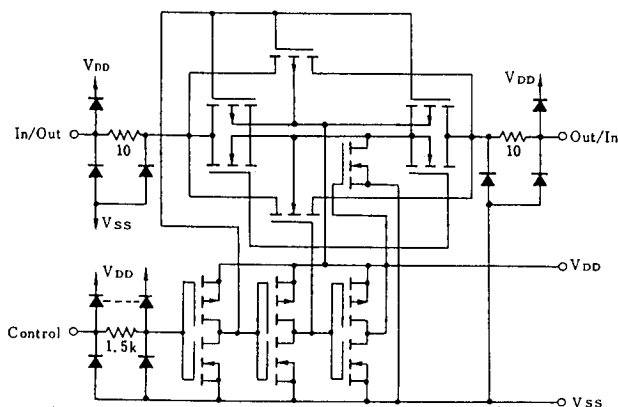 VDD
VDD
In/Out
10
10
Out/In
VSS
VDD
VDD
Control
1.5k
VSS